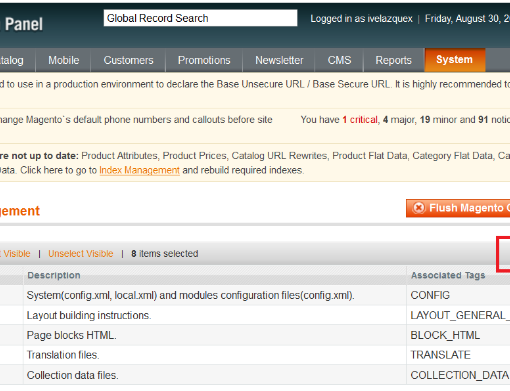 Panel
Global Record Search
Logged in as ivelazquex | Friday, August 30, 20
talog Mobile Customers Promotions Newsletter CMS Reports System
d to use in a production environment to declare the Base Unsecure URL / Base Secure URL. It is highly recommended to
hange Magento`s default phone numbers and callouts before site You have 1 critical, 4 major, 19 minor and 91 notic
re not up to date: Product Attributes, Product Prices, Catalog URL Rewrites, Product Flat Data, Category Flat Data, Ca
Data. Click here to go to Index Management and rebuild required indexes.
gement
Flush Magento C
t Visible | Unselect Visible | 8 items selected
Description Associated Tags
System(config.xml, local.xml) and modules configuration files(config.xml). CONFIG
Layout building instructions. LAYOUT_GENERAL_
Page blocks HTML. BLOCK_HTML
Translation files. TRANSLATE
Collection data files. COLLECTION_DATA